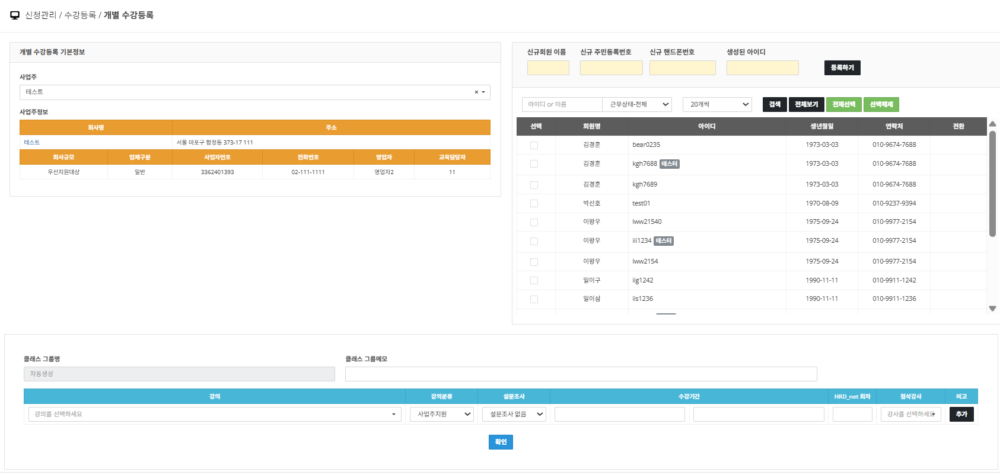 신청관리 / 수강등록 / 개별 수강등록
개별 수강등록 기본정보
사업주
테스트 × 
사업주정보
회사명 주소
테스트 서울 마포구 합정동 373-17 111
회사규모 업체구분 사업자번호 전화번호 영업자 교육담당자
우선지원대상 일반 3362401393 02-111-1111 영업자2 11
신규회원 이름 신규 주민등록번호 신규 핸드폰번호 생성된 아이디
등록하기
아이디 or 이름 근무상태-전체 20개씩 검색 전체보기 전체선택 선택해제
선택 회원명 아이디 생년월일 연락처 전환
김경훈 bear0235 1973-03-03 010-9674-7688
김경훈 kgh7688 테스터 1973-03-03 010-9674-7688
김경훈 kgh7689 1973-03-03 010-9674-7688
박선호 test01 1970-08-09 010-9237-9394
이왕우 lww21540 1975-09-24 010-9977-2154
이왕우 iii1234 테스터 1975-09-24 010-9977-2154
이왕우 lww2154 1975-09-24 010-9977-2154
일이구 iig1242 1990-11-11 010-9911-1242
일이삼 iis1236 1990-11-11 010-9911-1236
클래스 그룹명 클래스 그룹메모
자동생성
강의 강의분류 설문조사 수강기간 HRD_net 회차 첨삭강사 비고
강의를 선택하세요 사업주지원 설문조사 없음 강사를 선택하세요 추가
확인